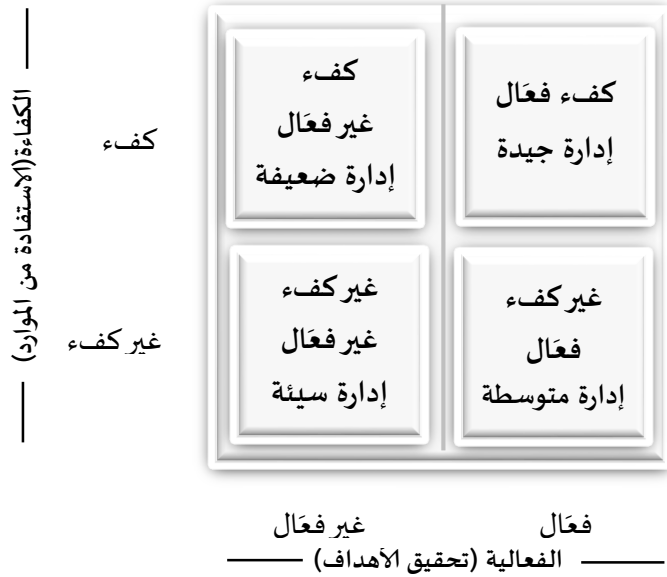 الكفاءة(الاستفادة من الموارد)
كفء
غير كفء
كفء فعَال
إدارة جيدة
كفء
غير فعَال
إدارة ضعيفة
غير كفء
فعَال
إدارة متوسطة
غير كفء
غير فعَال
إدارة سيئة
فعَال
غير فعَال
الفعالية (تحقيق الأهداف)